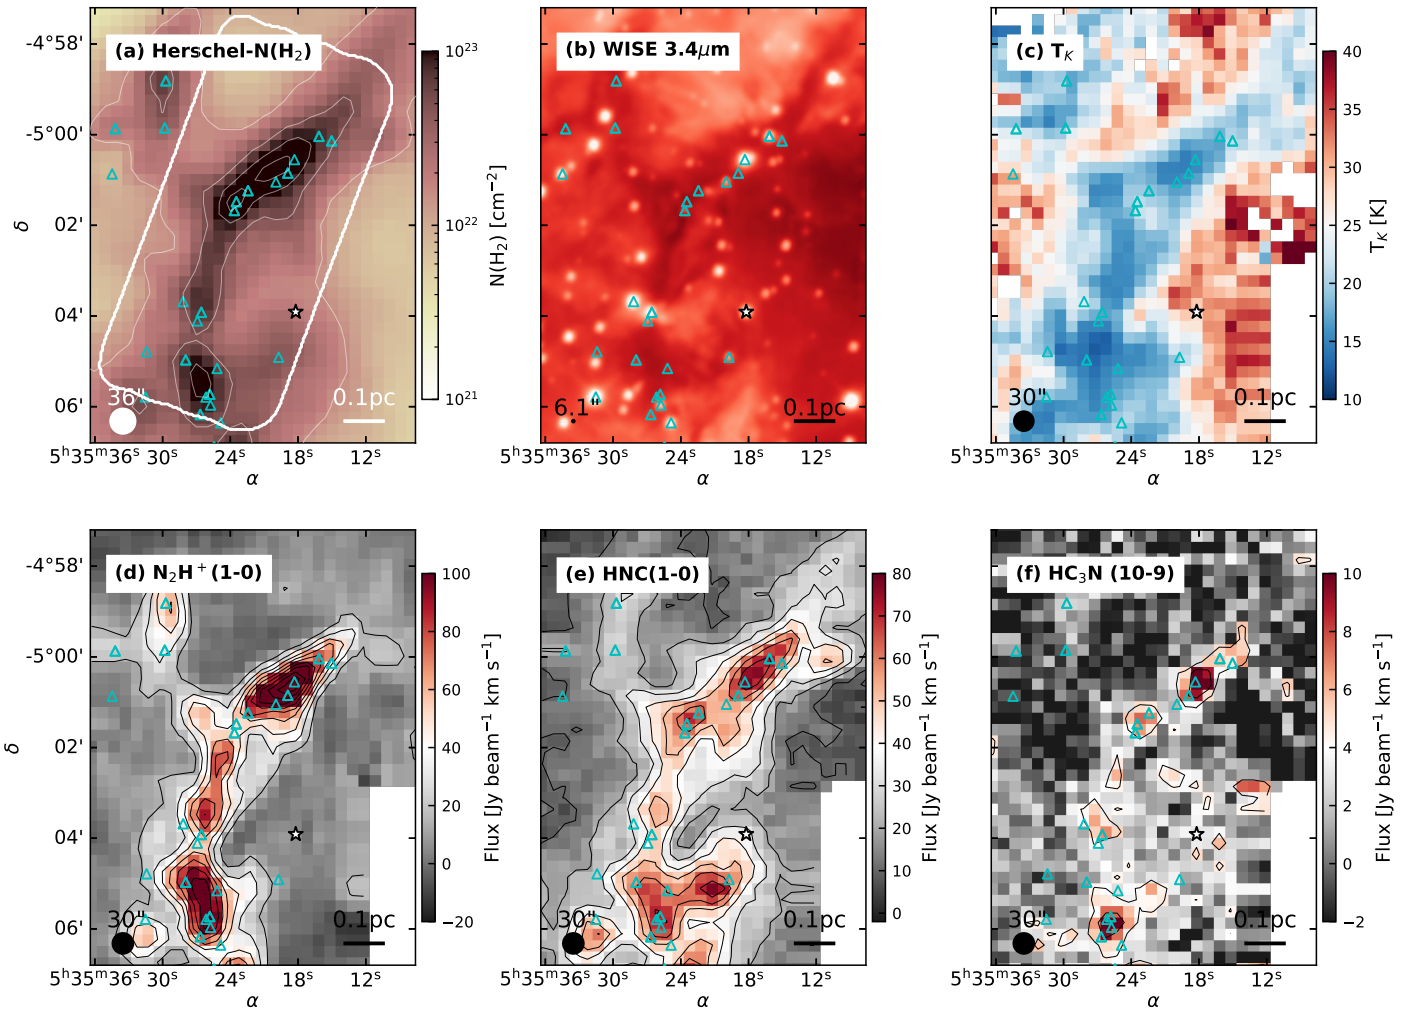 (a) Herschel-N(H₂)
-4°58'
-5°00'
02'
04'
06'
δ
36"
0.1pc
5ʰ35ᵐ36ˢ 30ˢ 24ˢ 18ˢ
α
10²³
10²²
10²¹
N(H₂) [cm⁻²]
(b) WISE 3.4μm
6.1"
0.1pc
5ʰ35ᵐ36ˢ 30ˢ 24ˢ 18ˢ
α
(c) T_K
30"
0.1pc
5ʰ35ᵐ36ˢ 30ˢ 24ˢ 18ˢ 12ˢ
α
40
35
30
25
20
15
10
T_K [K]
(d) N₂H⁺(1-0)
-4°58'
-5°00'
02'
04'
06'
δ
30"
0.1pc
5ʰ35ᵐ36ˢ 30ˢ 24ˢ 18ˢ
α
100
80
60
40
20
0
−20
Flux [Jy beam⁻¹ km s⁻¹]
(e) HNC(1-0)
30"
0.1pc
5ʰ35ᵐ36ˢ 30ˢ 24ˢ 18ˢ
α
80
70
60
50
40
30
20
10
0
Flux [Jy beam⁻¹ km s⁻¹]
(f) HC₃N (10-9)
30"
0.1pc
5ʰ35ᵐ36ˢ 30ˢ 24ˢ 18ˢ 12ˢ
α
10
8
6
4
2
0
−2
Flux [Jy beam⁻¹ km s⁻¹]